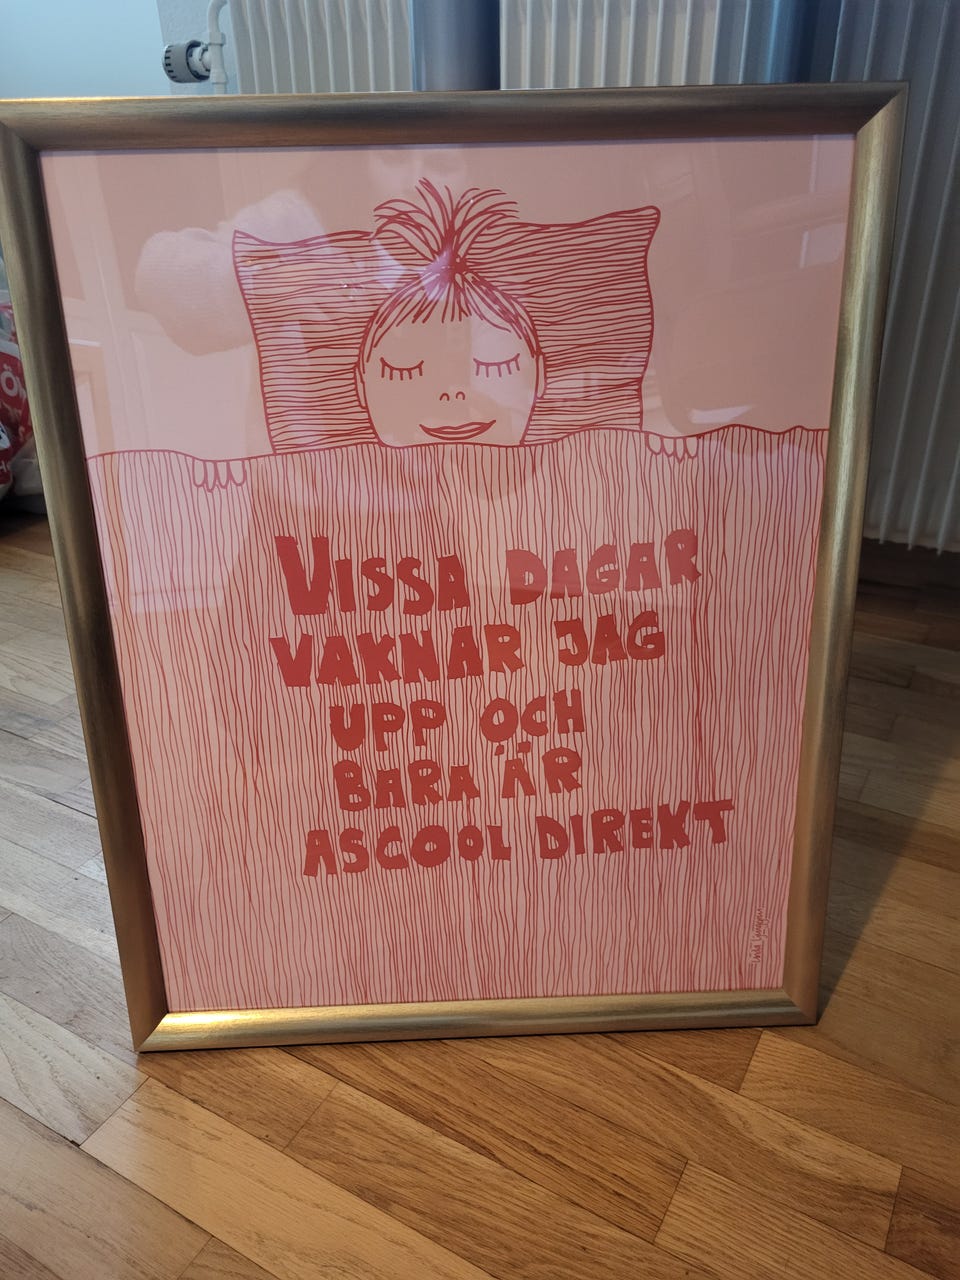 VISSA DAGAR
VAKNAR JAG
UPP OCH
BARA ÄR
ASCOOL DIREKT